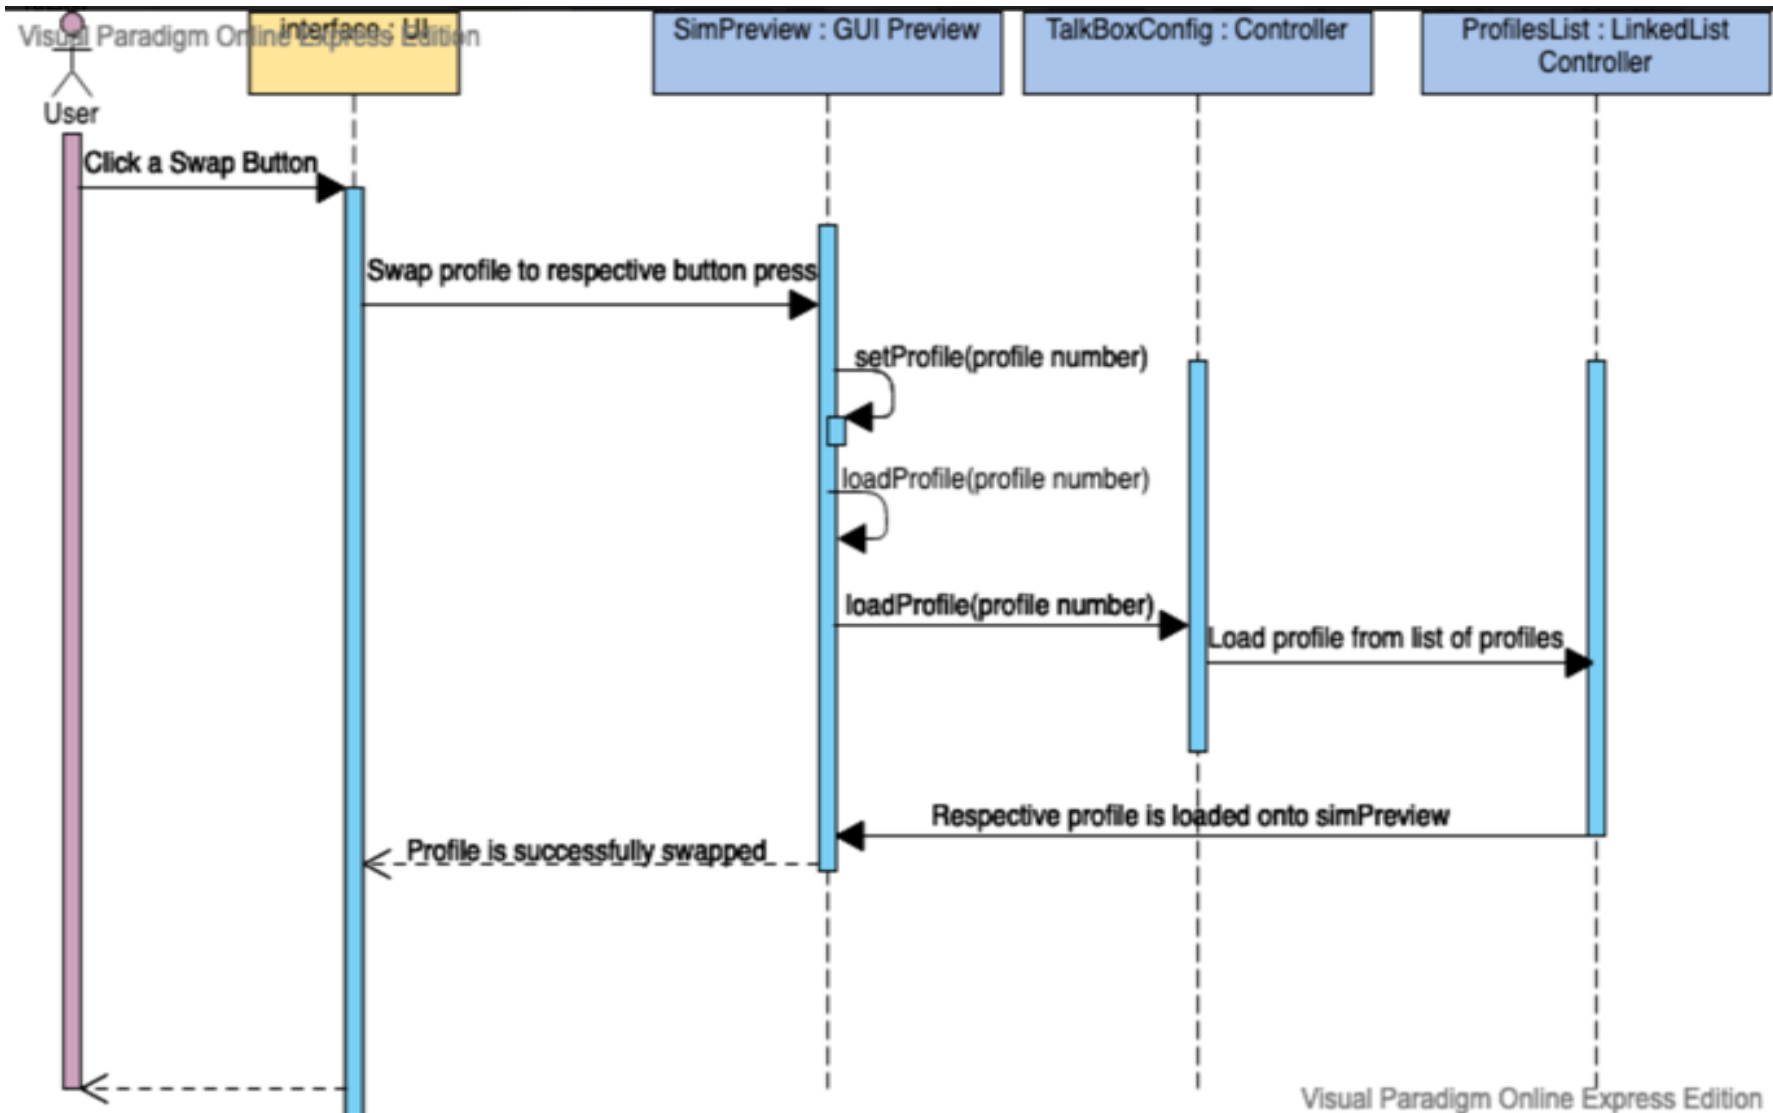 Visual Paradigm Online Express Edition
interface : UI
SimPreview : GUI Preview
TalkBoxConfig : Controller
ProfilesList : LinkedList
Controller
User
Click a Swap Button
Swap profile to respective button press
setProfile(profile number)
loadProfile(profile number)
loadProfile(profile number)
Load profile from list of profiles
Respective profile is loaded onto simPreview
Profile is successfully swapped
Visual Paradigm Online Express Edition